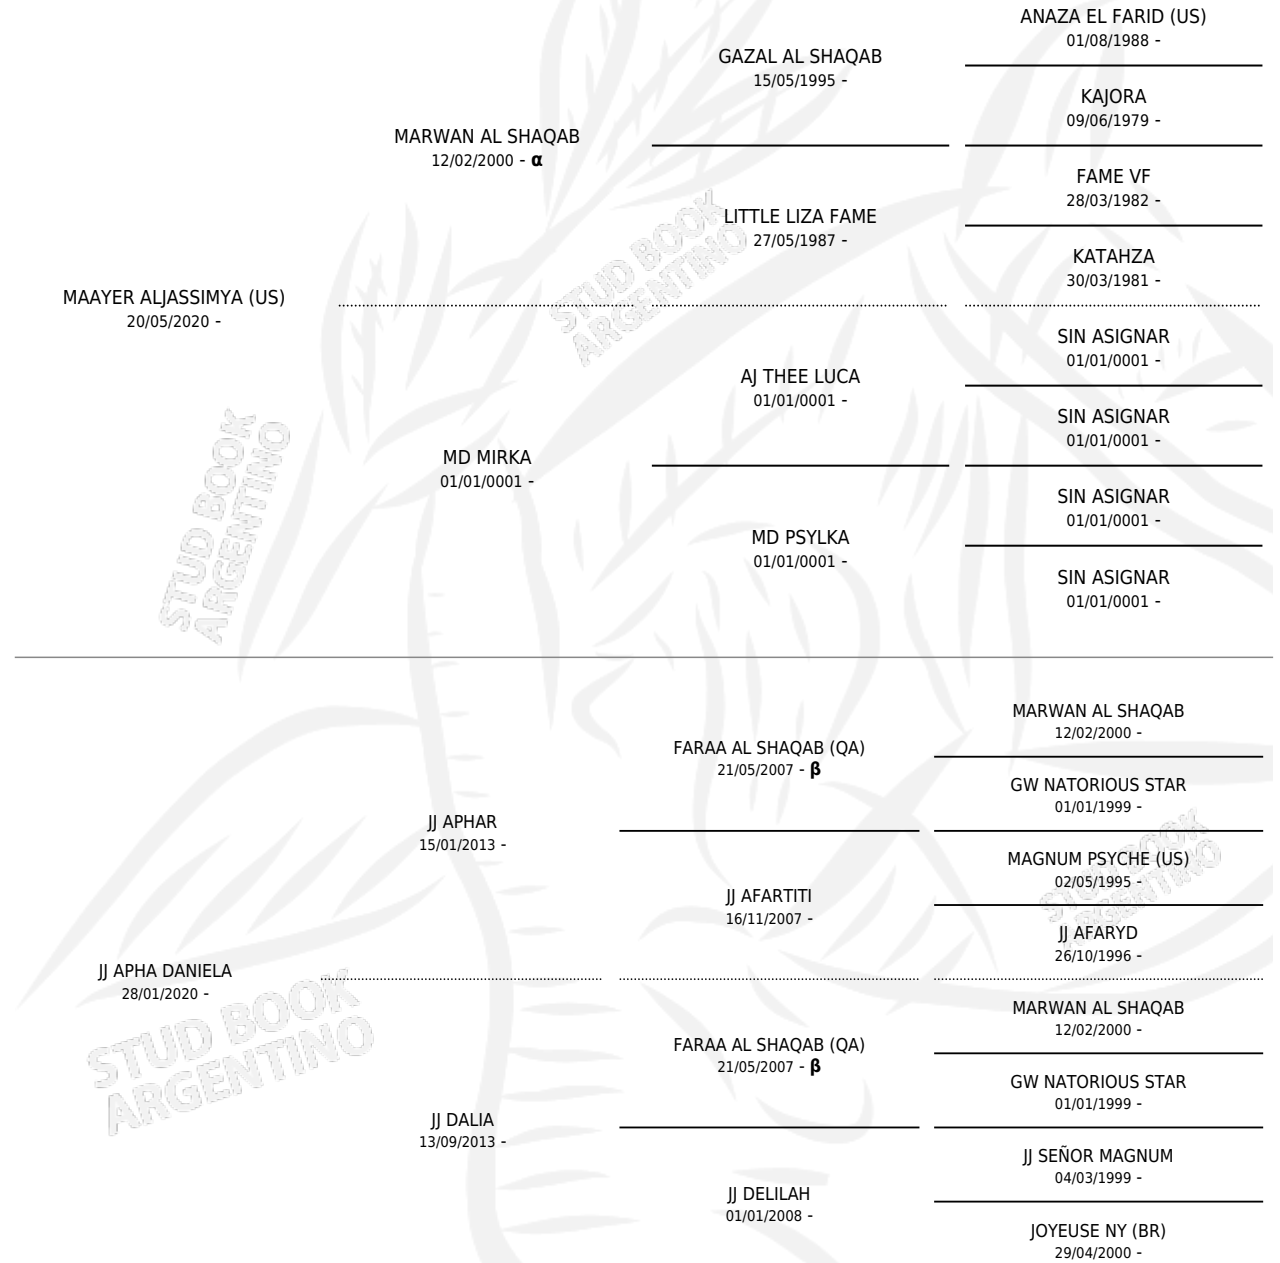 ANAZA EL FARID (US)
01/08/1988 -
GAZAL AL SHAQAB
15/05/1995 -
KAJORA
09/06/1979 -
MARWAN AL SHAQAB
12/02/2000 - α
FAME VF
28/03/1982 -
LITTLE LIZA FAME
27/05/1987 -
KATAHZA
30/03/1981 -
MAAYER ALJASSIMYA (US)
20/05/2020 -
SIN ASIGNAR
01/01/0001 -
AJ THEE LUCA
01/01/0001 -
SIN ASIGNAR
01/01/0001 -
MD MIRKA
01/01/0001 -
SIN ASIGNAR
01/01/0001 -
MD PSYLKA
01/01/0001 -
SIN ASIGNAR
01/01/0001 -
STUD BOOK
ARGENTINO
STUD BOOK
ARGENTINO
MARWAN AL SHAQAB
12/02/2000 -
FARAA AL SHAQAB (QA)
21/05/2007 - β
GW NATORIOUS STAR
01/01/1999 -
JJ APHAR
15/01/2013 -
MAGNUM PSYCHE (US)
02/05/1995 -
JJ AFARTITI
16/11/2007 -
JJ AFARYD
26/10/1996 -
JJ APHA DANIELA
28/01/2020 -
MARWAN AL SHAQAB
12/02/2000 -
FARAA AL SHAQAB (QA)
21/05/2007 - β
GW NATORIOUS STAR
01/01/1999 -
JJ DALIA
13/09/2013 -
JJ SEÑOR MAGNUM
04/03/1999 -
JJ DELILAH
01/01/2008 -
JOYEUSE NY (BR)
29/04/2000 -
STUD BOOK
ARGENTINO
STUD BOOK
ARGENTINO